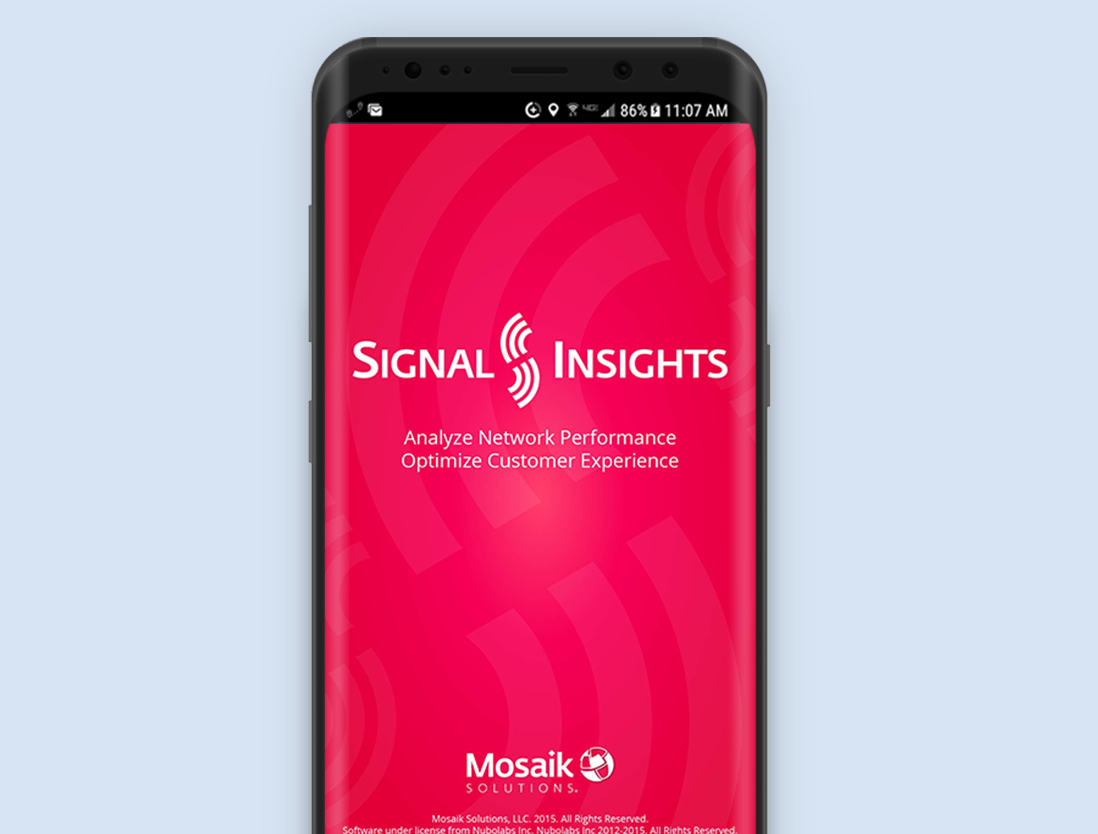 4G 86% 11:07 AM
SIGNAL INSIGHTS
Analyze Network Performance
Optimize Customer Experience
Mosaik
SOLUTIONS.
Mosaik Solutions, LLC. 2015. All Rights Reserved.
Software under license from Nubolabs Inc. Nubolabs Inc 2012-2015. All Rights Reserved.